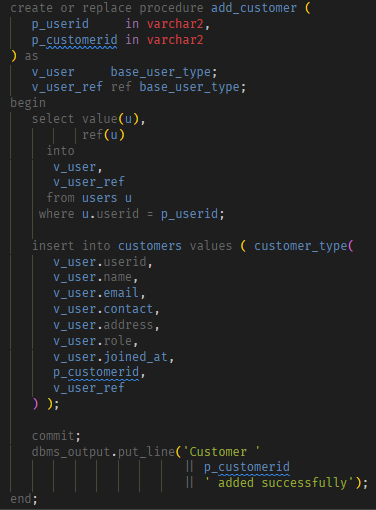 create or replace procedure add_customer (
p_userid in varchar2,
p_customerid in varchar2
) as
v_user base_user_type;
v_user_ref ref base_user_type;
begin
select value(u),
ref(u)
into
v_user,
v_user_ref
from users u
where u.userid = p_userid;
insert into customers values ( customer_type(
v_user.userid,
v_user.name,
v_user.email,
v_user.contact,
v_user.address,
v_user.role,
v_user.joined_at,
p_customerid,
v_user_ref
) );
commit;
dbms_output.put_line('Customer '
|| p_customerid
|| ' added successfully');
end;